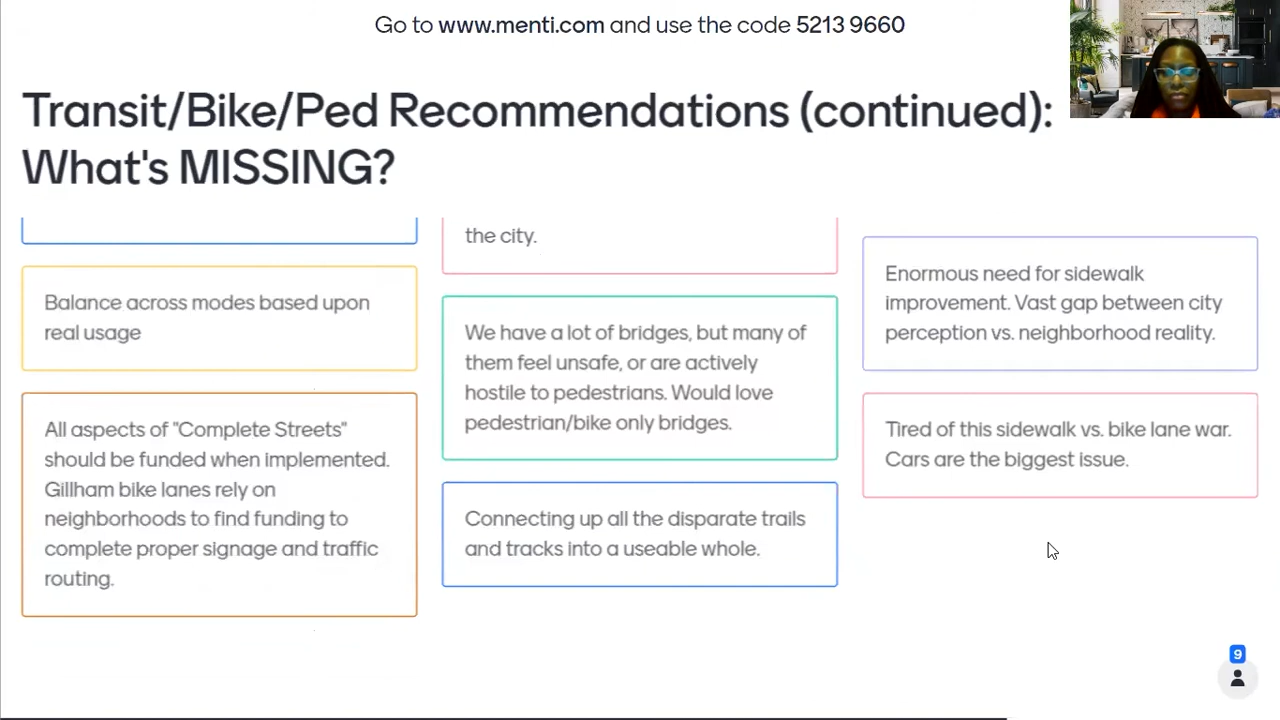 Go to www.menti.com and use the code 5213 9660
Transit/Bike/Ped Recommendations (continued):
What's MISSING?
Balance across modes based upon
real usage
All aspects of "Complete Streets"
should be funded when implemented.
Gillham bike lanes rely on
neighborhoods to find funding to
complete proper signage and traffic
routing.
the city.
We have a lot of bridges, but many of
them feel unsafe, or are actively
hostile to pedestrians. Would love
pedestrian/bike only bridges.
Connecting up all the disparate trails
and tracks into a useable whole.
Enormous need for sidewalk
improvement. Vast gap between city
perception vs. neighborhood reality.
Tired of this sidewalk vs. bike lane war.
Cars are the biggest issue.
9